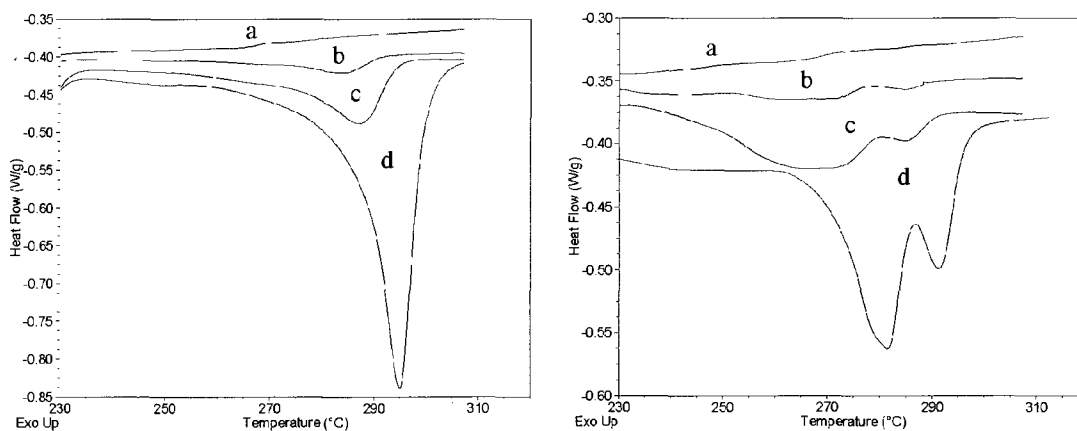 -0.35
-0.40
-0.45
-0.50
-0.55
-0.60
-0.65
-0.70
-0.75
-0.80
-0.85
Heat Flow (W/g)
a
b
c
d
230
250
270
290
310
Exo Up
Temperature (°C)
-0.30
-0.35
-0.40
-0.45
-0.50
-0.55
-0.60
Heat Flow (W/g)
a
b
c
d
230
250
270
290
310
Exo Up
Temperature (°C)